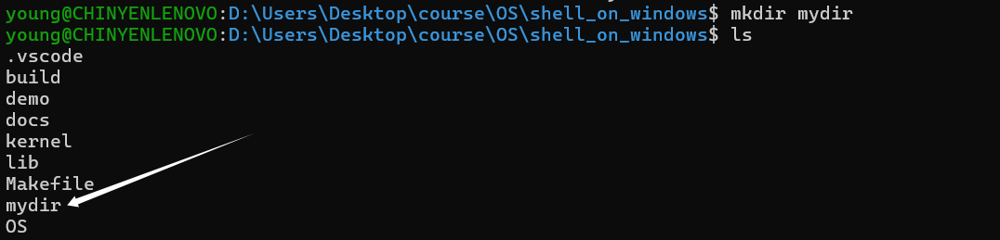 young@CHINYENLENOVO:D:\Users\Desktop\course\OS\shell_on_windows$ mkdir mydir
young@CHINYENLENOVO:D:\Users\Desktop\course\OS\shell_on_windows$ ls
.vscode
build
demo
docs
kernel
lib
Makefile
mydir
OS